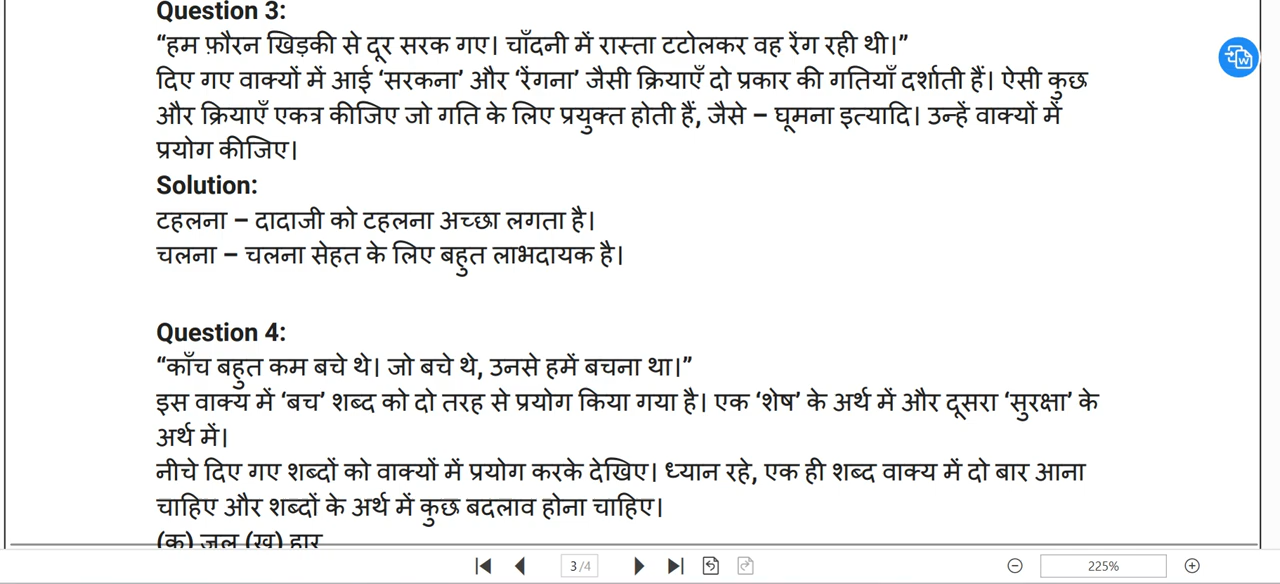 Question 3:
“हम फ़ौरन खिड़की से दूर सरक गए। चाँदनी में रास्ता टटोलकर वह रेंग रही थी।”
दिए गए वाक्यों में आई ‘सरकना’ और ‘रेंगना’ जैसी क्रियाएँ दो प्रकार की गतियाँ दर्शाती हैं। ऐसी कुछ
और क्रियाएँ एकत्र कीजिए जो गति के लिए प्रयुक्त होती हैं, जैसे – घूमना इत्यादि। उन्हें वाक्यों में
प्रयोग कीजिए।
Solution:
टहलना – दादाजी को टहलना अच्छा लगता है।
चलना – चलना सेहत के लिए बहुत लाभदायक है।
Question 4:
“काँच बहुत कम बचे थे। जो बचे थे, उनसे हमें बचना था।”
इस वाक्य में ‘बच’ शब्द को दो तरह से प्रयोग किया गया है। एक ‘शेष’ के अर्थ में और दूसरा ‘सुरक्षा’ के
अर्थ में।
नीचे दिए गए शब्दों को वाक्यों में प्रयोग करके देखिए। ध्यान रहे, एक ही शब्द वाक्य में दो बार आना
चाहिए और शब्दों के अर्थ में कुछ बदलाव होना चाहिए।
(क) जल (ख) हार
3 /4
225%